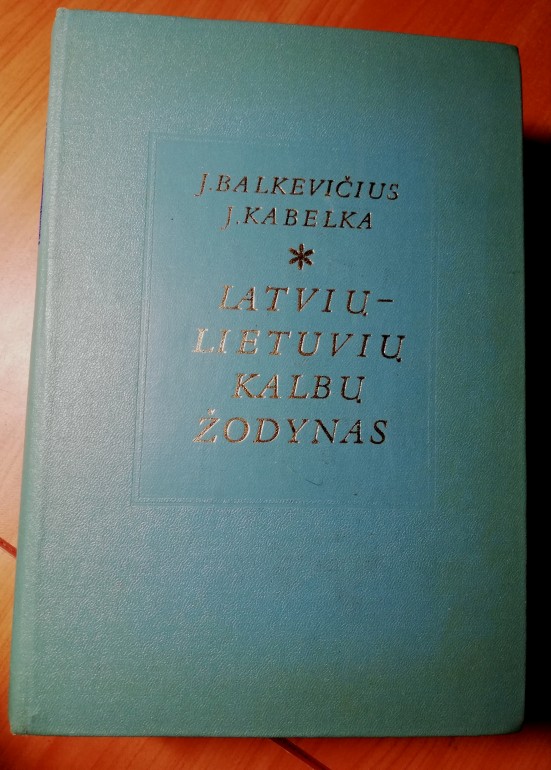 J.BALKEVIČIUS
J.KABELKA
*
LATVIŲ–
LIETUVIŲ
KALBŲ
ŽODYNAS